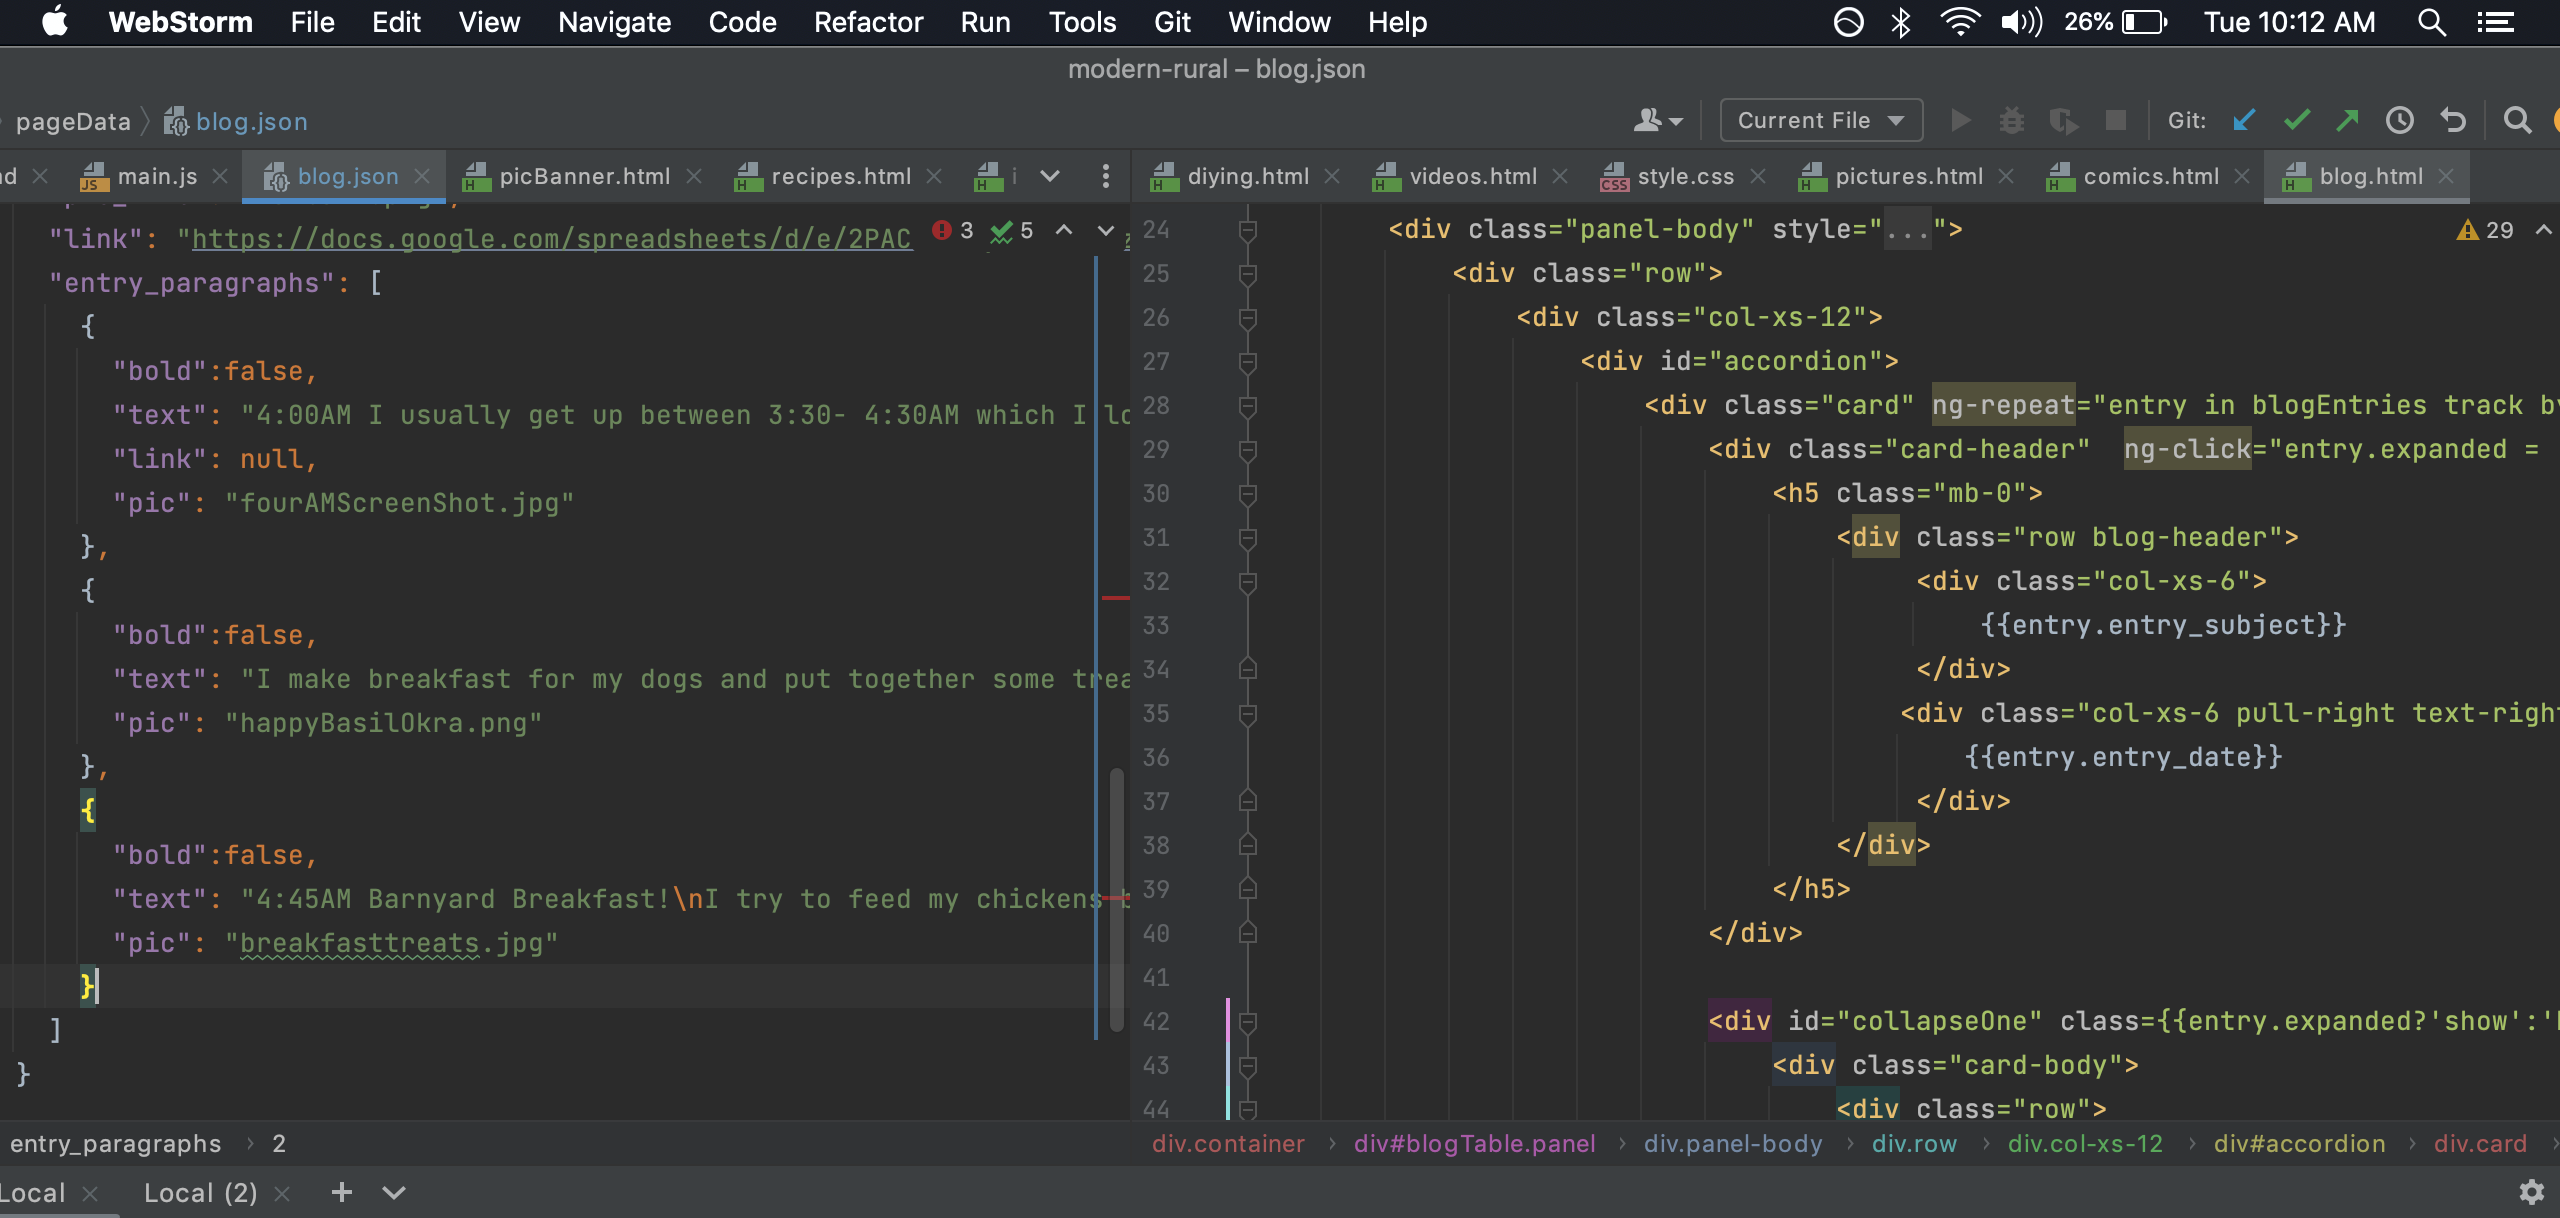 WebStorm File Edit View Navigate Code Refactor Run Tools Git Window Help 26% Tue 10:12 AM
modern-rural – blog.json
pageData blog.json Current File Git:
main.js blog.json picBanner.html recipes.html diying.html videos.html style.css pictures.html comics.html blog.html
"link": "https://docs.google.com/spreadsheets/d/e/2PAC 3 5
"entry_paragraphs": [
{
"bold":false,
"text": "4:00AM I usually get up between 3:30- 4:30AM which I
"link": null,
"pic": "fourAMScreenShot.jpg"
},
{
"bold":false,
"text": "I make breakfast for my dogs and put together some
"pic": "happyBasilOkra.png"
},
{
"bold":false,
"text": "4:45AM Barnyard Breakfast!\nI try to feed my chickens
"pic": "breakfasttreats.jpg"
}
]
}
entry_paragraphs › 2
24 <div class="panel-body" style="..."> 29
25 <div class="row">
26 <div class="col-xs-12">
27 <div id="accordion">
28 <div class="card" ng-repeat="entry in blogEntries track
29 <div class="card-header" ng-click="entry.expanded =
30 <h5 class="mb-0">
31 <div class="row blog-header">
32 <div class="col-xs-6">
33 {{entry.entry_subject}}
34 </div>
35 <div class="col-xs-6 pull-right
36 {{entry.entry_date}}
37 </div>
38 </div>
39 </h5>
40 </div>
41
42 <div id="collapseOne" class={{entry.expanded?'show':'
43 <div class="card-body">
44 <div class="row">
div.container › div#blogTable.panel › div.panel-body › div.row › div.col-xs-12 › div#accordion › div.card
Local Local (2)